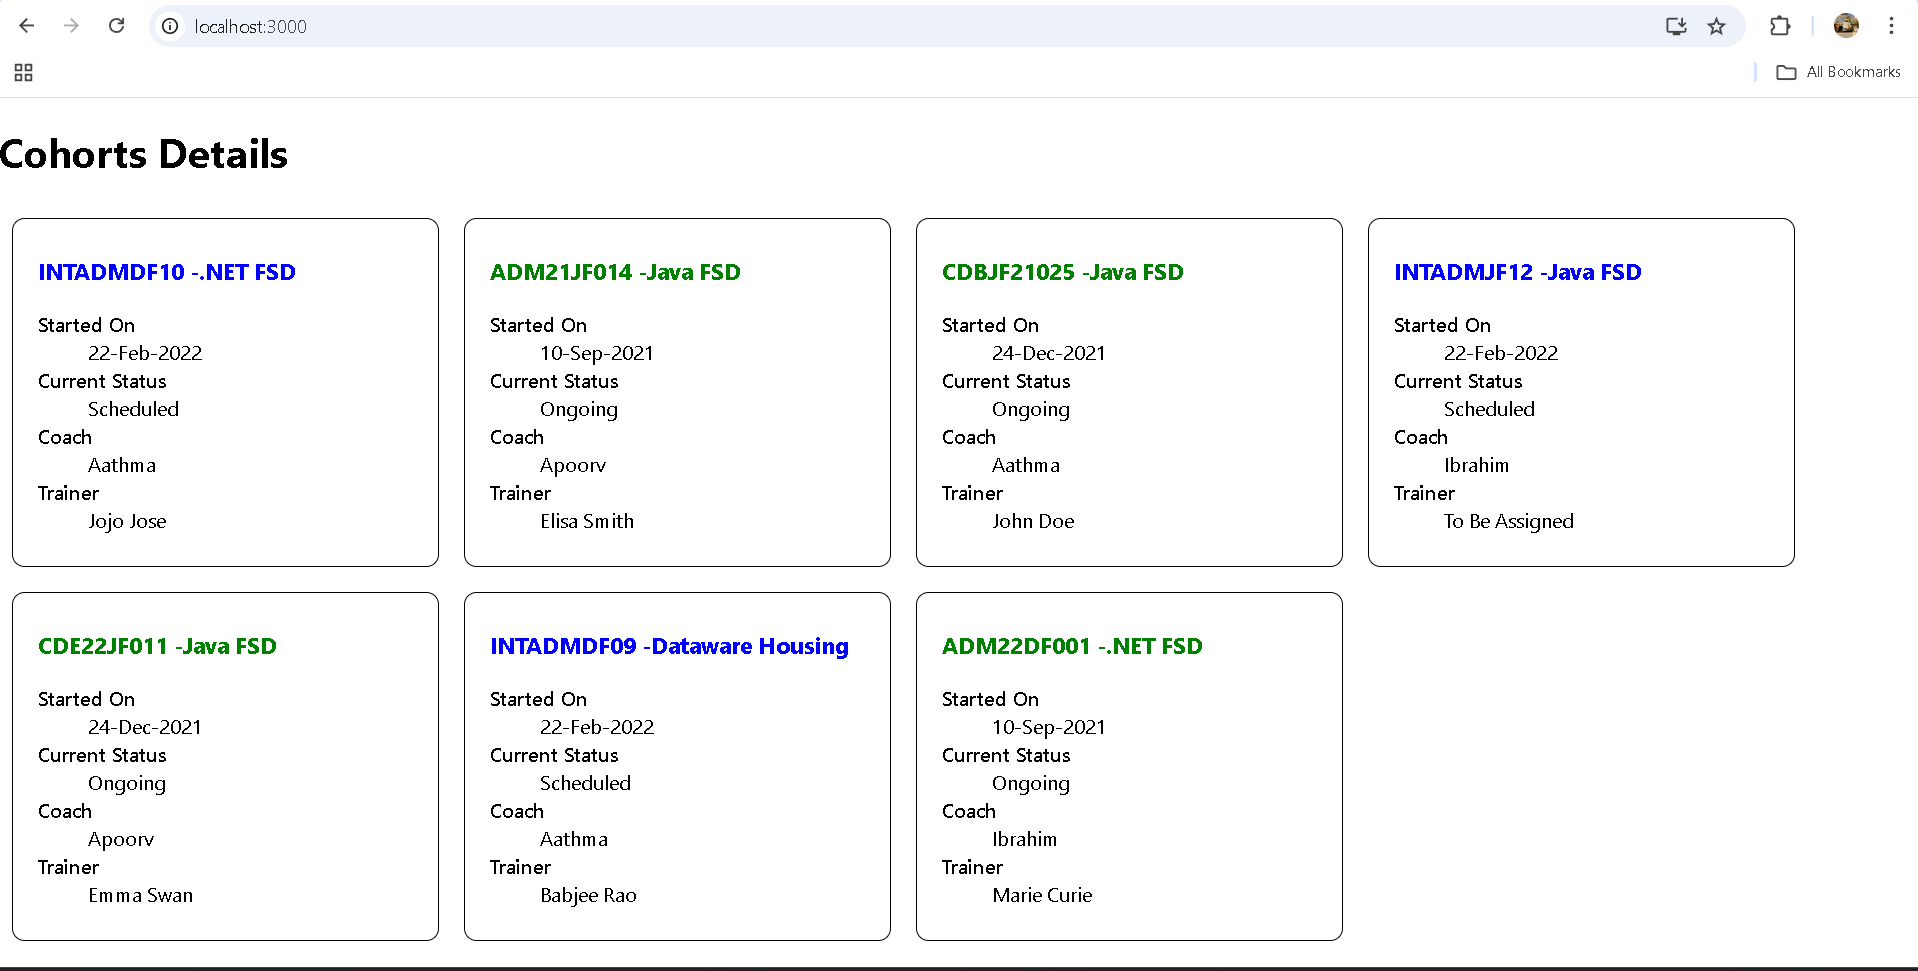 localhost:3000
All Bookmarks
Cohorts Details
INTADMDF10 -.NET FSD
Started On
22-Feb-2022
Current Status
Scheduled
Coach
Aathma
Trainer
Jojo Jose
ADM21JF014 -Java FSD
Started On
10-Sep-2021
Current Status
Ongoing
Coach
Apoorv
Trainer
Elisa Smith
CDBJF21025 -Java FSD
Started On
24-Dec-2021
Current Status
Ongoing
Coach
Aathma
Trainer
John Doe
INTADMJF12 -Java FSD
Started On
22-Feb-2022
Current Status
Scheduled
Coach
Ibrahim
Trainer
To Be Assigned
CDE22JF011 -Java FSD
Started On
24-Dec-2021
Current Status
Ongoing
Coach
Apoorv
Trainer
Emma Swan
INTADMDF09 -Dataware Housing
Started On
22-Feb-2022
Current Status
Scheduled
Coach
Aathma
Trainer
Babjee Rao
ADM22DF001 -.NET FSD
Started On
10-Sep-2021
Current Status
Ongoing
Coach
Ibrahim
Trainer
Marie Curie